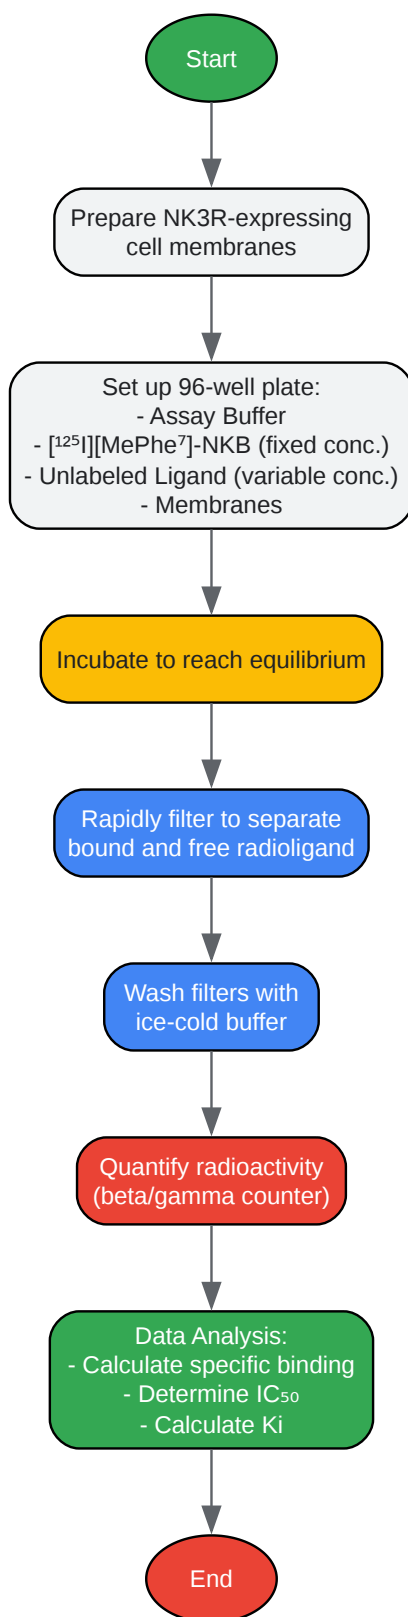 Start
Prepare NK3R-expressing
cell membranes
Set up 96-well plate:
- Assay Buffer
- [¹²⁵I][MePhe⁷]-NKB (fixed conc.)
- Unlabeled Ligand (variable conc.)
- Membranes
Incubate to reach equilibrium
Rapidly filter to separate
bound and free radioligand
Wash filters with
ice-cold buffer
Quantify radioactivity
(beta/gamma counter)
Data Analysis:
- Calculate specific binding
- Determine IC₅₀
- Calculate Ki
End